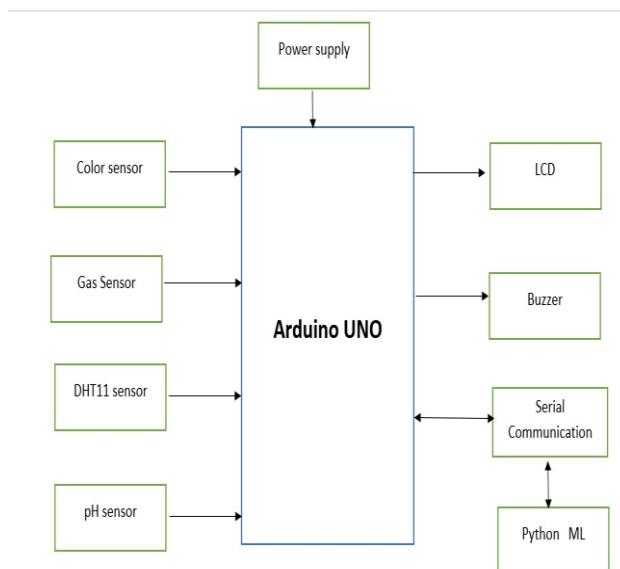 Power supply
Color sensor
LCD
Gas Sensor
Buzzer
Arduino UNO
DHT11 sensor
Serial
Communication
pH sensor
Python ML